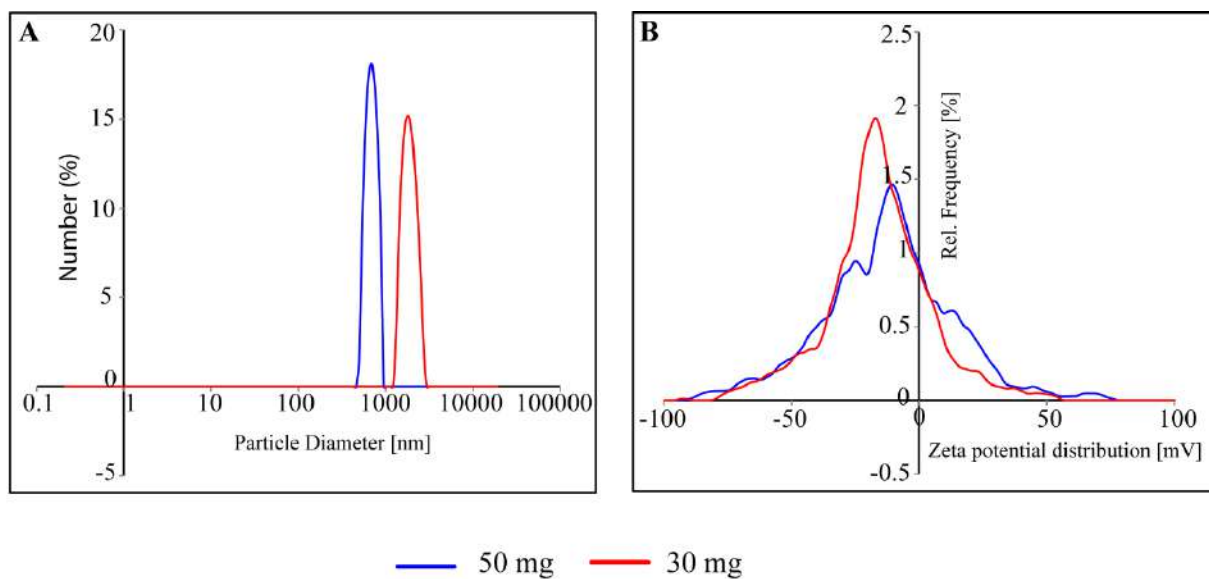 A
20
15
10
5
0
-5
Number (%)
0.1 1 10 100 1000 10000 100000
Particle Diameter [nm]
B
2.5
2
1.5
1
0.5
0
-0.5
Rel. Frequency [%]
-100 -50 0 50 100
Zeta potential distribution [mV]
50 mg 30 mg